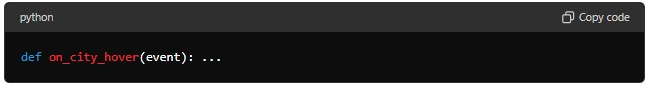 python
Copy code
def on_city_hover(event): ...